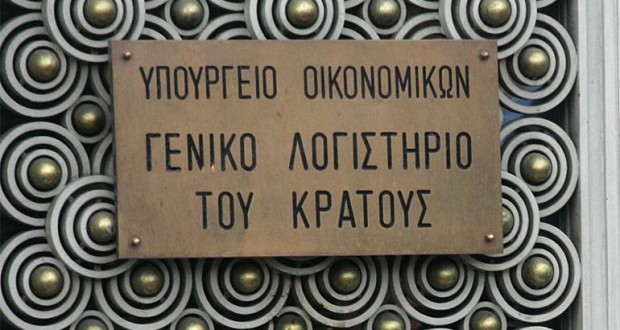 ΥΠΟΥΡΓΕΙΟ ΟΙΚΟΝΟΜΙΚΩΝ
ΓΕΝΙΚΟ ΛΟΓΙΣΤΗΡΙΟ
ΤΟΥ ΚΡΑΤΟΥΣ